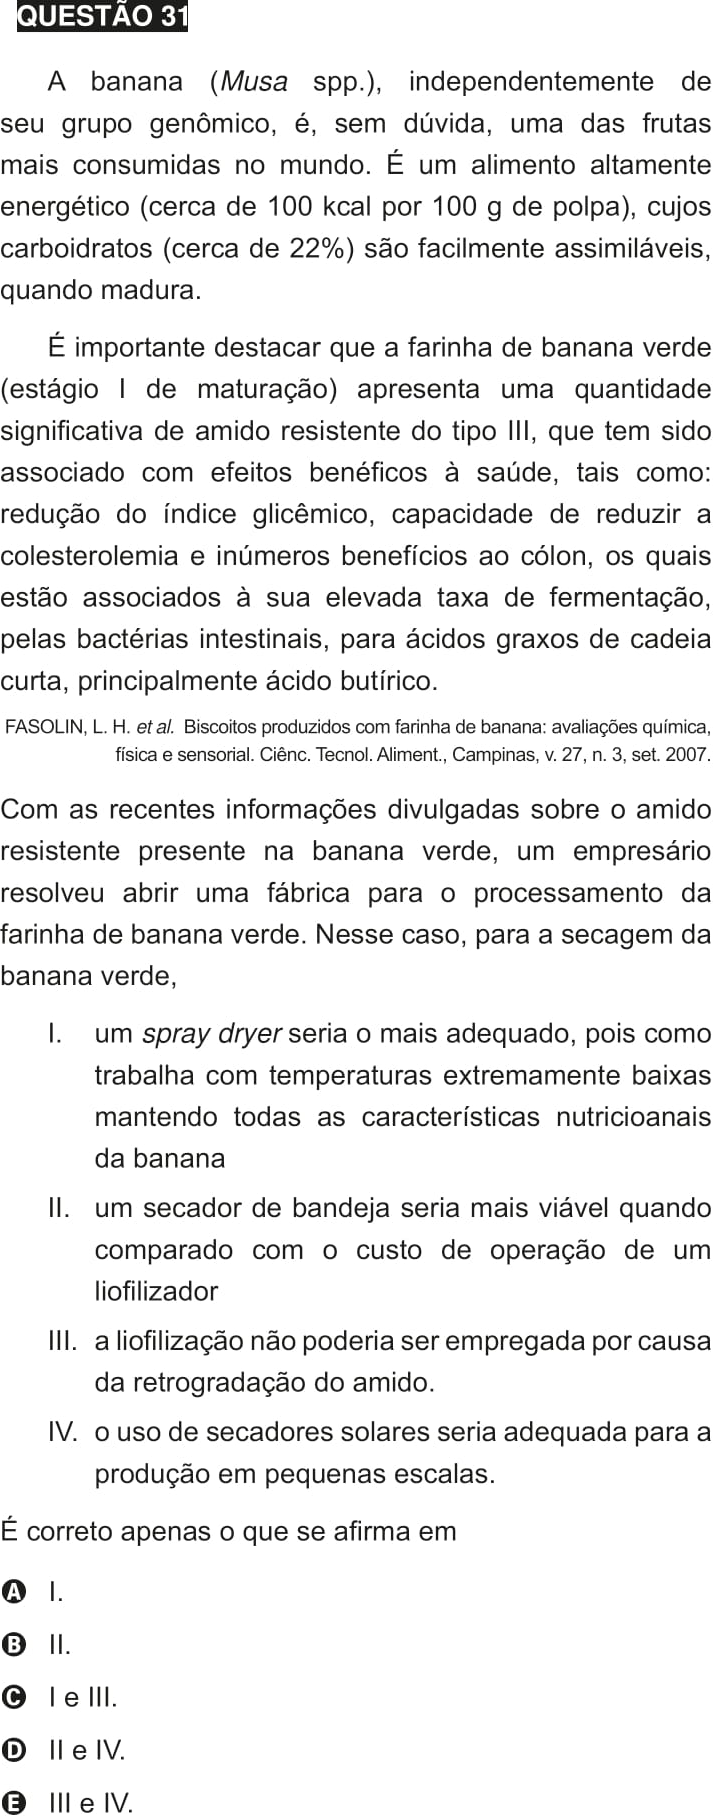 QUESTÃO 31
A banana (Musa spp.), independentemente de
seu grupo genômico, é, sem dúvida, uma das frutas
mais consumidas no mundo. É um alimento altamente
energético (cerca de 100 kcal por 100 g de polpa), cujos
carboidratos (cerca de 22%) são facilmente assimiláveis,
quando madura.
É importante destacar que a farinha de banana verde
(estágio I de maturação) apresenta uma quantidade
significativa de amido resistente do tipo III, que tem sido
associado com efeitos benéficos à saúde, tais como:
redução do índice glicêmico, capacidade de reduzir a
colesterolemia e inúmeros benefícios ao cólon, os quais
estão associados à sua elevada taxa de fermentação,
pelas bactérias intestinais, para ácidos graxos de cadeia
curta, principalmente ácido butírico.
FASOLIN, L. H. et al. Biscoitos produzidos com farinha de banana: avaliações química,
física e sensorial. Ciênc. Tecnol. Aliment., Campinas, v. 27, n. 3, set. 2007.
Com as recentes informações divulgadas sobre o amido
resistente presente na banana verde, um empresário
resolveu abrir uma fábrica para o processamento da
farinha de banana verde. Nesse caso, para a secagem da
banana verde,
I. um spray dryer seria o mais adequado, pois como
trabalha com temperaturas extremamente baixas
mantendo todas as características nutricioanais
da banana
II. um secador de bandeja seria mais viável quando
comparado com o custo de operação de um
liofilizador
III. a liofilização não poderia ser empregada por causa
da retrogradação do amido.
IV. o uso de secadores solares seria adequada para a
produção em pequenas escalas.
É correto apenas o que se afirma em
A I.
B II.
C I e III.
D II e IV.
E III e IV.